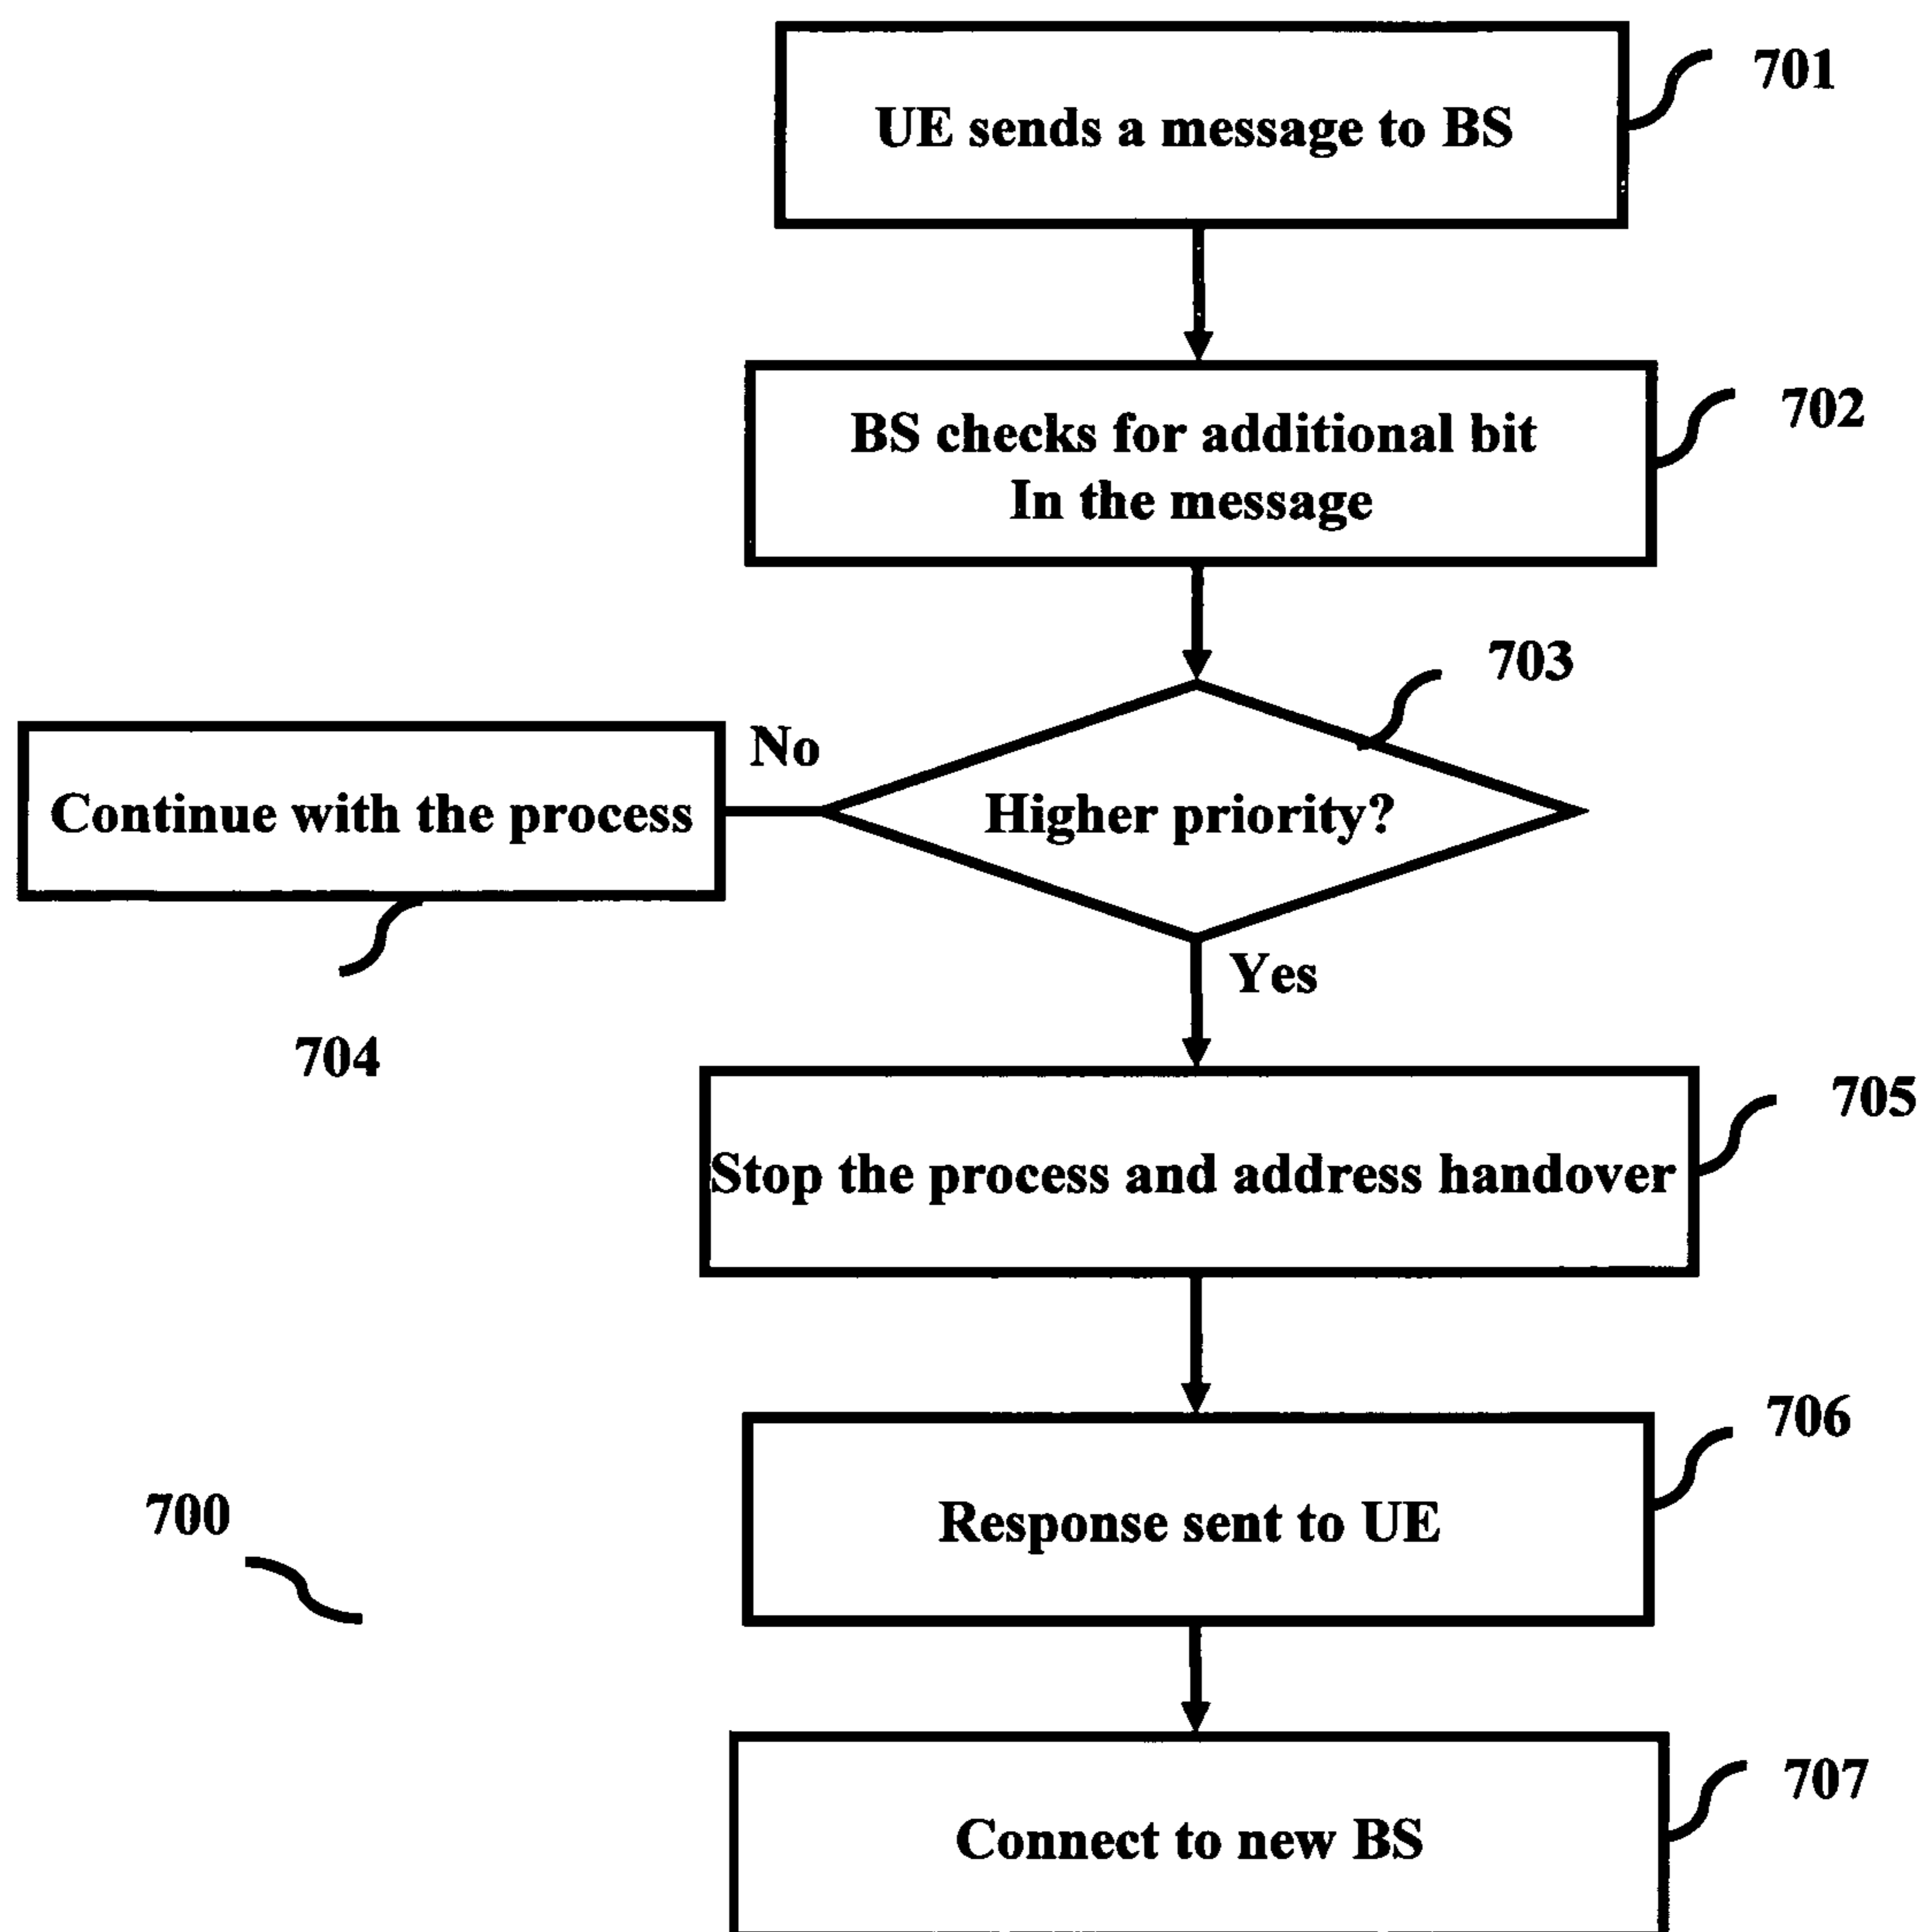 UE sends a message to BS
701
BS checks for additional bit
In the message
702
703
Higher priority?
No
Continue with the process
704
Yes
Stop the process and address handover
705
Response sent to UE
706
700
Connect to new BS
707